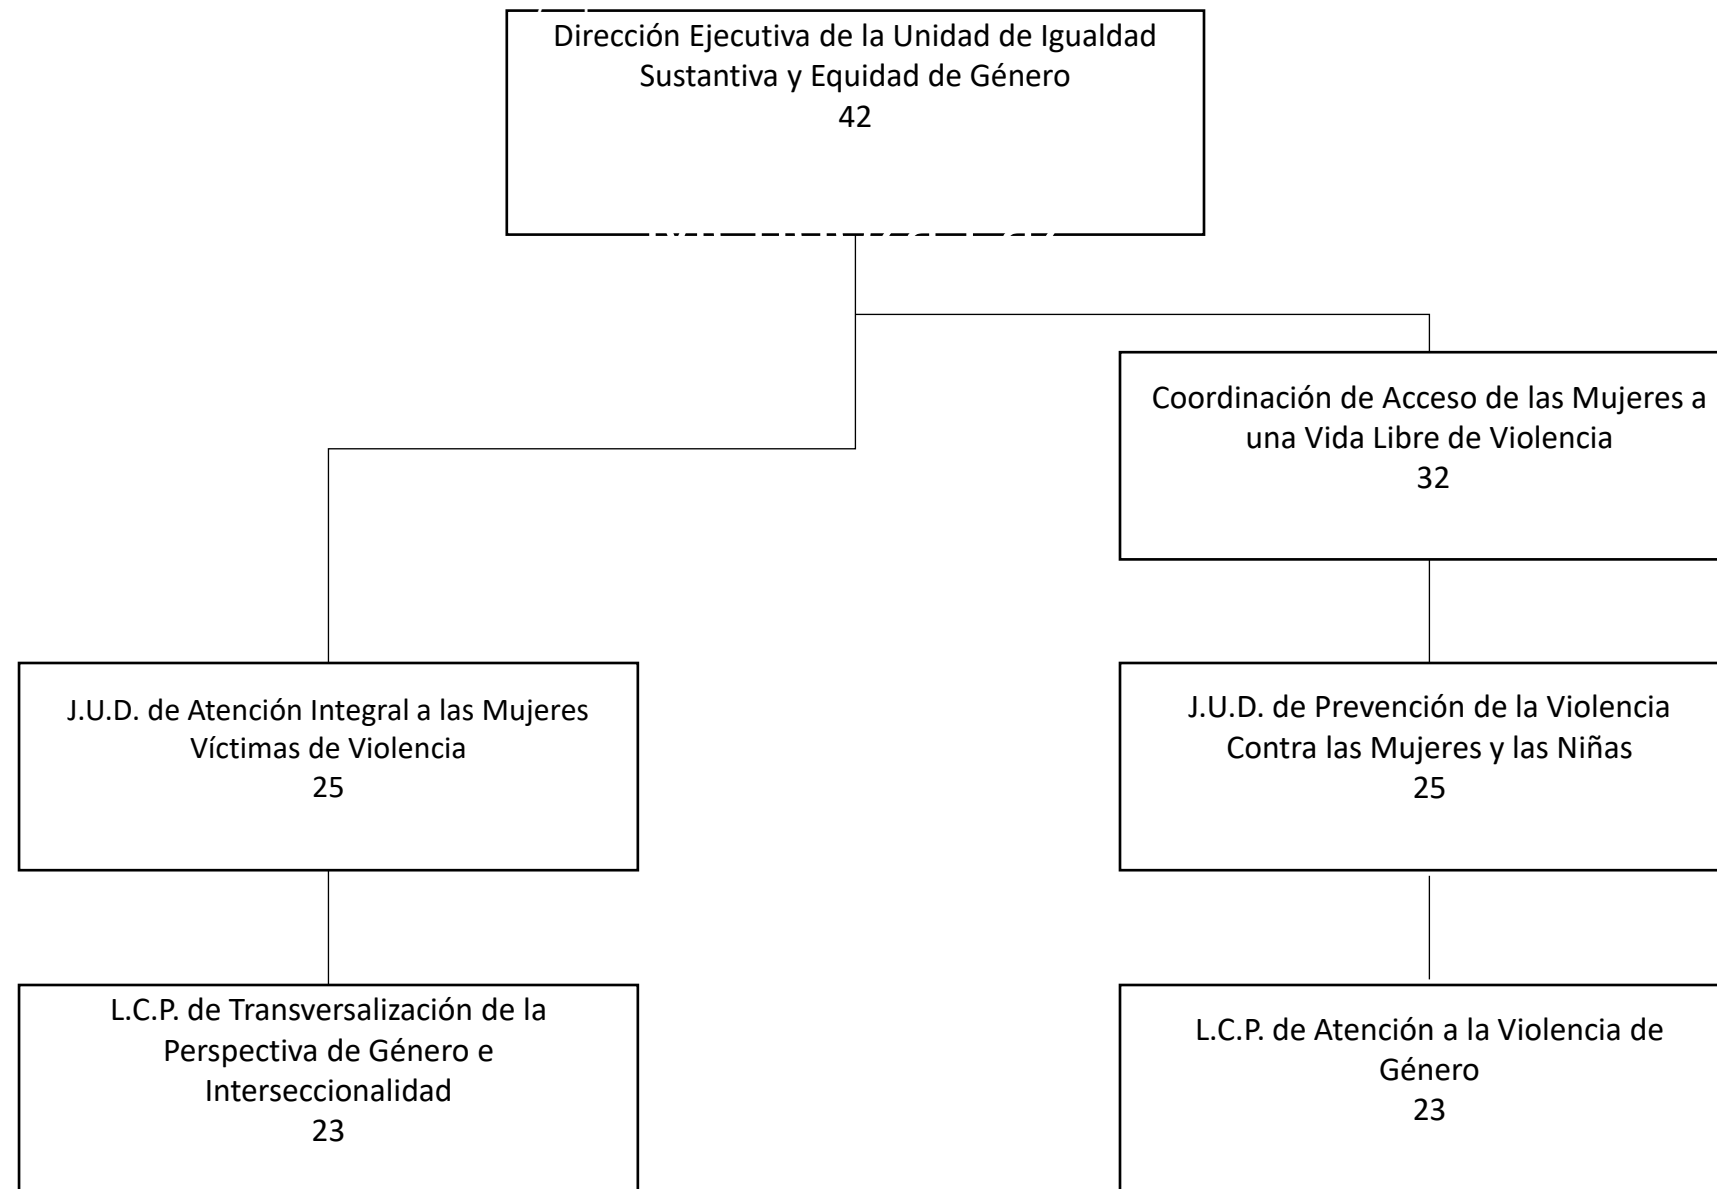 Dirección Ejecutiva de la Unidad de Igualdad
Sustantiva y Equidad de Género
42
Coordinación de Acceso de las Mujeres a
una Vida Libre de Violencia
32
J.U.D. de Atención Integral a las Mujeres
Víctimas de Violencia
25
J.U.D. de Prevención de la Violencia
Contra las Mujeres y las Niñas
25
L.C.P. de Transversalización de la
Perspectiva de Género e
Interseccionalidad
23
L.C.P. de Atención a la Violencia de
Género
23